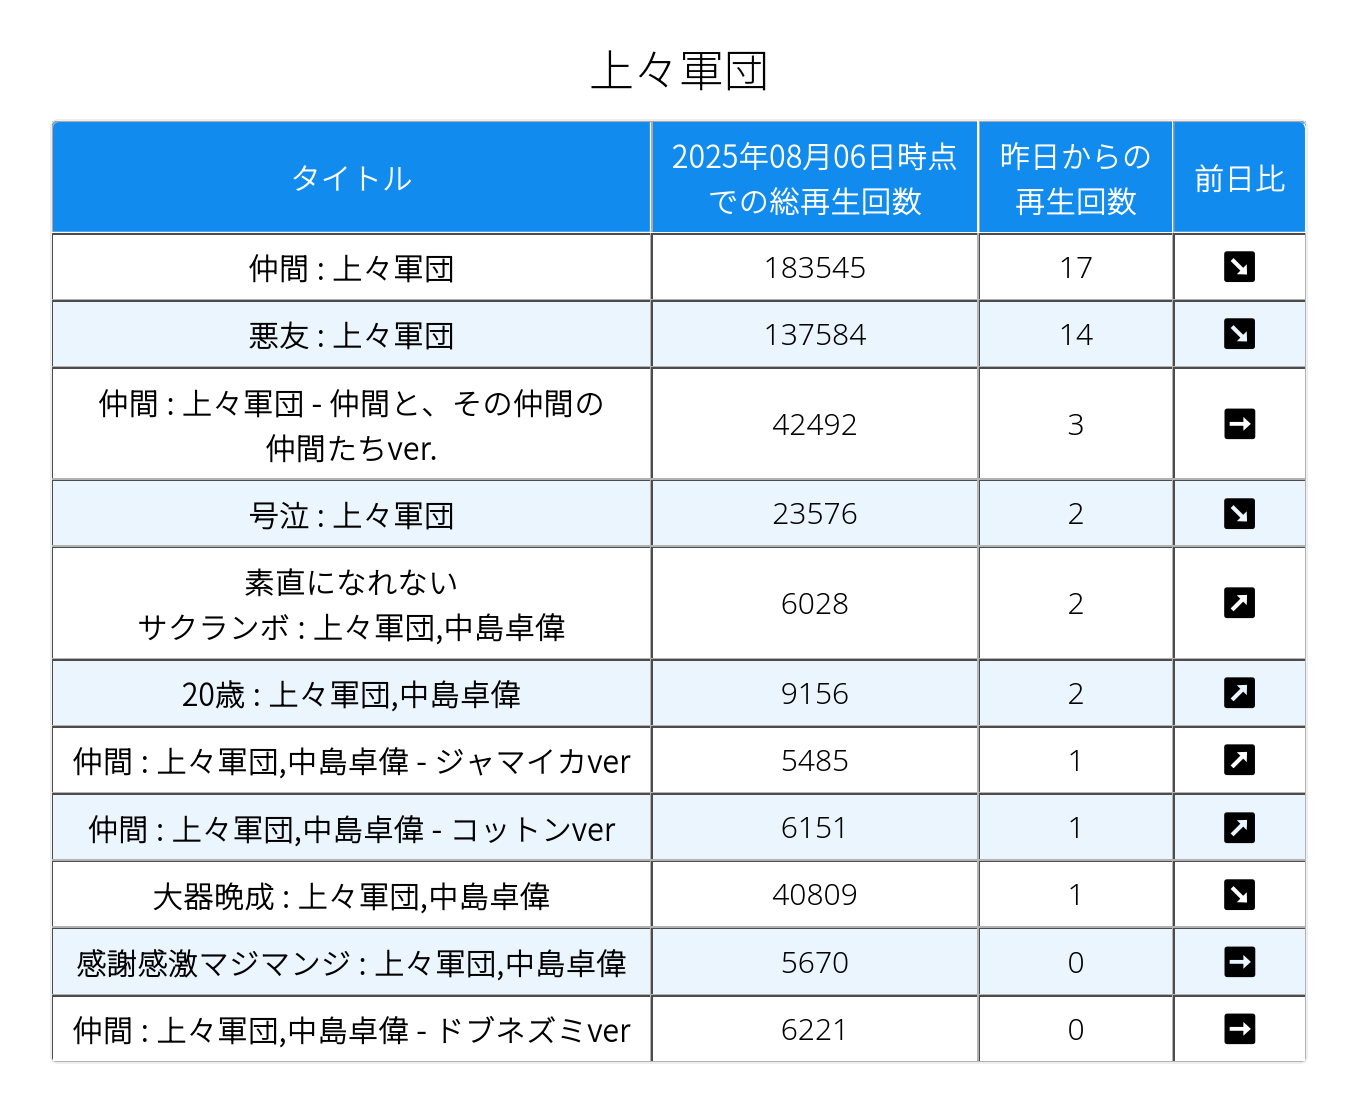 上々軍団
タイトル
2025年08月06日時点
での総再生回数
昨日からの
再生回数
前日比
仲間 : 上々軍団
183545
17
悪友 : 上々軍団
137584
14
仲間 : 上々軍団 - 仲間と、その仲間の
仲間たちver.
42492
3
号泣 : 上々軍団
23576
2
素直になれない
サクランボ : 上々軍団,中島卓偉
6028
2
20歳 : 上々軍団,中島卓偉
9156
2
仲間 : 上々軍団,中島卓偉 - ジャマイカver
5485
1
仲間 : 上々軍団,中島卓偉 - コットンver
6151
1
大器晩成 : 上々軍団,中島卓偉
40809
1
感謝感激マジマンジ : 上々軍団,中島卓偉
5670
0
仲間 : 上々軍団,中島卓偉 - ドブネズミver
6221
0